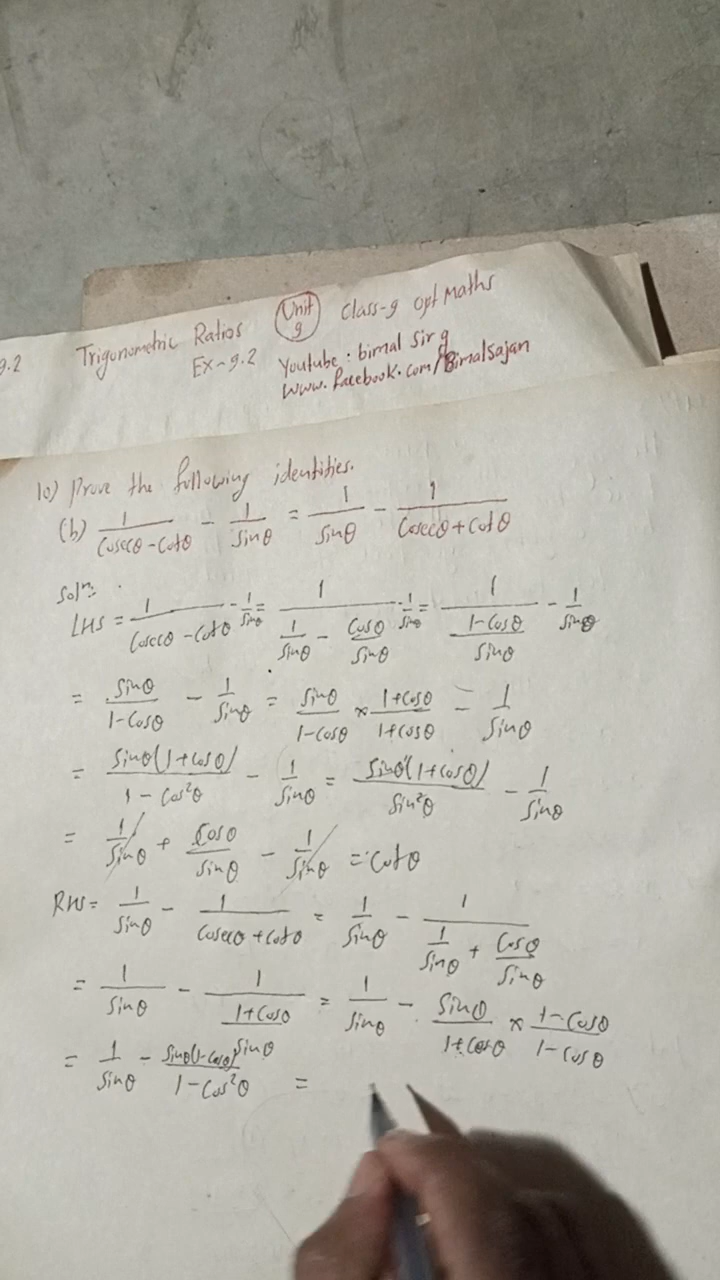 9.2 Trigonometric Ratios Unit 9 Class-9 opt Maths
Ex-9.2 Youtube: bimal Sir g
www.facebook.com/Bimalsajan
10) Prove the following identities.
(b) 1/(Cosecθ - Cotθ) - 1/Sinθ = 1/Sinθ - 1/(Cosecθ + Cotθ)
Solⁿ:
LHS = 1/(Cosecθ - Cotθ) - 1/Sinθ = 1/(1/Sinθ - Cosθ/Sinθ) - 1/Sinθ = 1/((1-Cosθ)/Sinθ) - 1/Sinθ
= Sinθ/(1-Cosθ) - 1/Sinθ = Sinθ/(1-Cosθ) × (1+Cosθ)/(1+Cosθ) = 1/Sinθ
= Sinθ(1+Cosθ)/(1-Cos²θ) - 1/Sinθ = Sinθ(1+Cosθ)/Sin²θ - 1/Sinθ
= 1/Sinθ + Cosθ/Sinθ - 1/Sinθ = Cotθ
RHS = 1/Sinθ - 1/(Cosecθ + Cotθ) = 1/Sinθ - 1/(1/Sinθ + Cosθ/Sinθ)
= 1/Sinθ - 1/((1+Cosθ)/Sinθ) = 1/Sinθ - Sinθ/(1+Cosθ) × (1-Cosθ)/(1-Cosθ)
= 1/Sinθ - Sinθ(1-Cosθ)/(1-Cos²θ) =